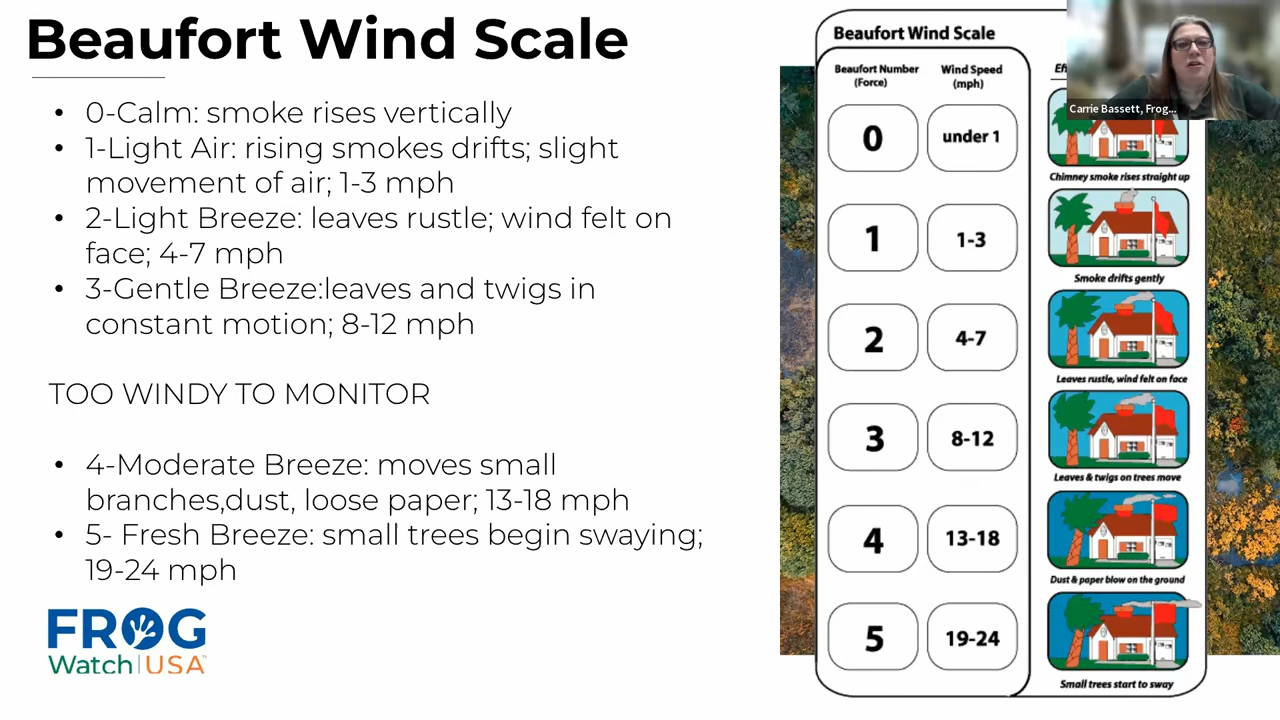 Beaufort Wind Scale
• 0-Calm: smoke rises vertically
• 1-Light Air: rising smokes drifts; slight
movement of air; 1-3 mph
• 2-Light Breeze: leaves rustle; wind felt on
face; 4-7 mph
• 3-Gentle Breeze:leaves and twigs in
constant motion; 8-12 mph
TOO WINDY TO MONITOR
• 4-Moderate Breeze: moves small
branches,dust, loose paper; 13-18 mph
• 5- Fresh Breeze: small trees begin swaying;
19-24 mph
FROG
Watch|USA™
Beaufort Wind Scale
Beaufort Number
(Force)
Wind Speed
(mph)
Carrie Bassett, Frog...
0
under 1
Chimney smoke rises straight up
1
1-3
Smoke drifts gently
2
4-7
Leaves rustle, wind felt on face
3
8-12
Leaves & twigs on trees move
4
13-18
Dust & paper blow on the ground
5
19-24
Small trees start to sway